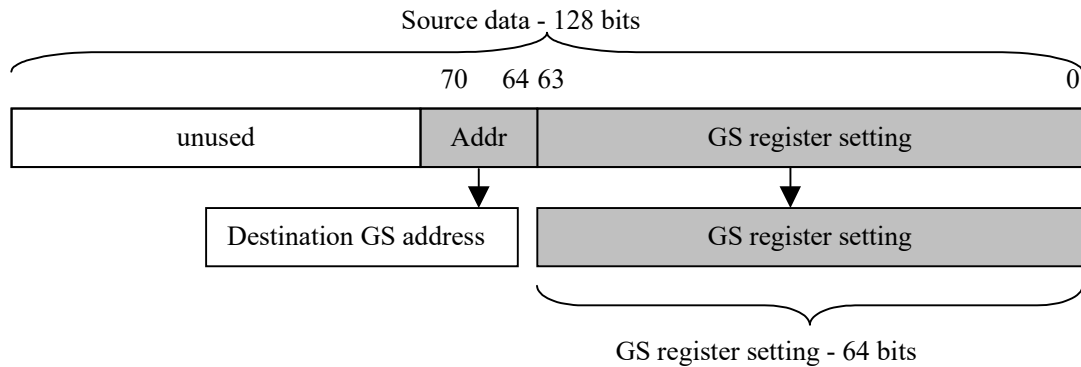 Source data - 128 bits
70 64 63 0
unused Addr GS register setting
Destination GS address GS register setting
GS register setting - 64 bits